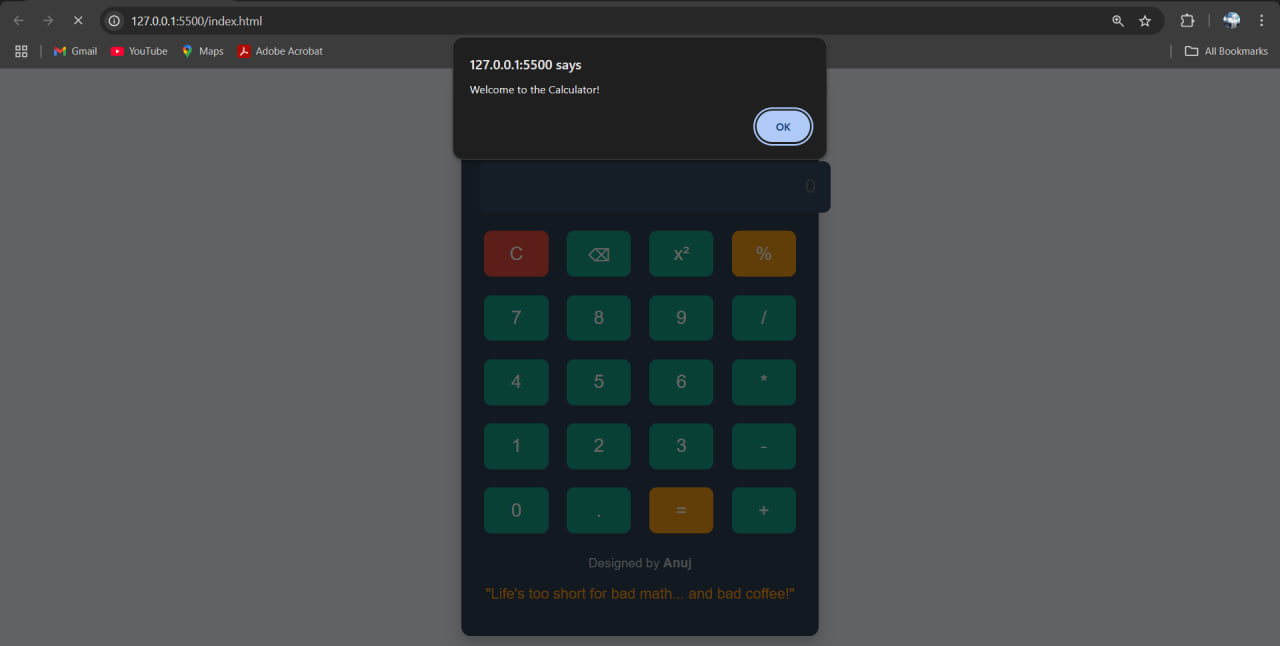 127.0.0.1:5500/index.html
Gmail YouTube Maps Adobe Acrobat All Bookmarks
127.0.0.1:5500 says
Welcome to the Calculator!
OK
0
C ⌫ x² %
7 8 9 /
4 5 6 *
1 2 3 -
0 . = +
Designed by Anuj
"Life's too short for bad math... and bad coffee!"